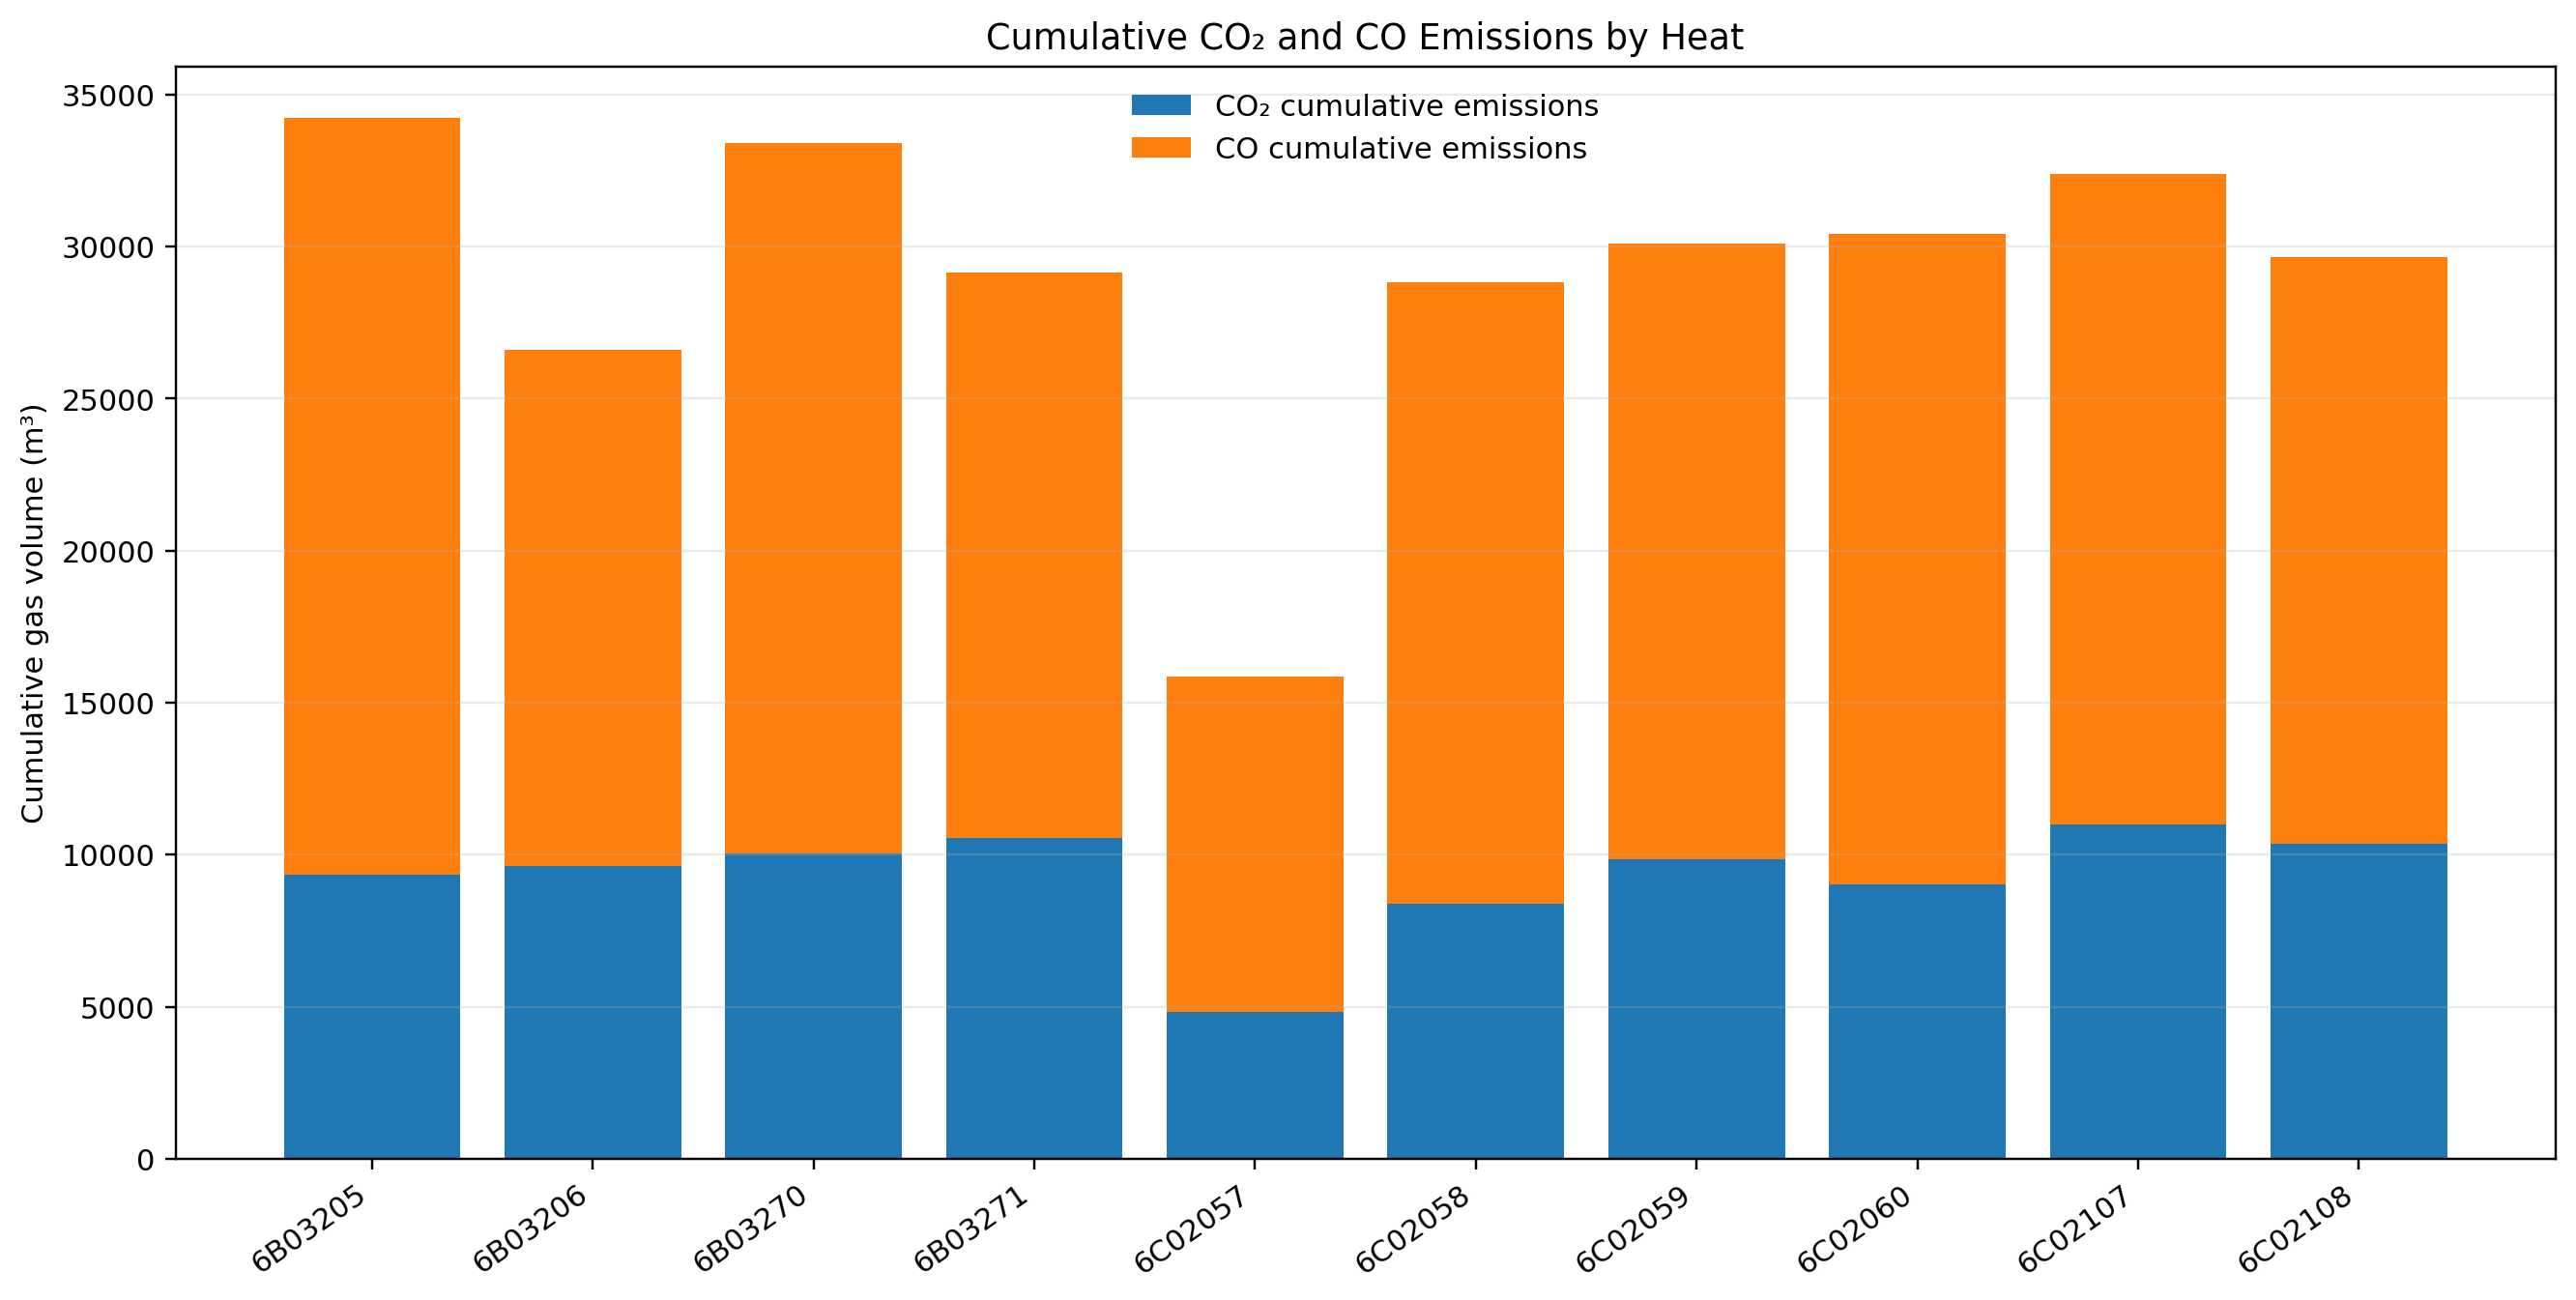 Cumulative CO₂ and CO Emissions by Heat
CO₂ cumulative emissions
CO cumulative emissions
Cumulative gas volume (m³)
35000
30000
25000
20000
15000
10000
5000
0
6B03205
6B03206
6B03270
6B03271
6C02057
6C02058
6C02059
6C02060
6C02107
6C02108